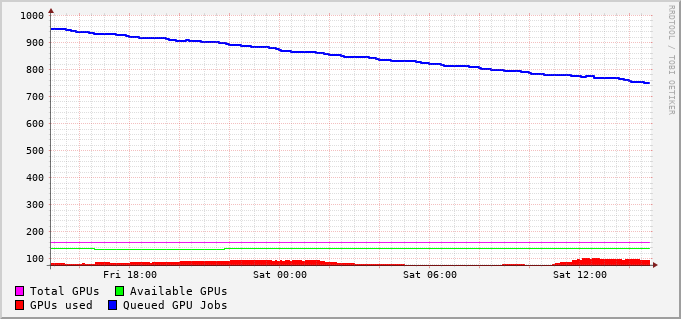 1000
900
800
700
600
500
400
300
200
100
Fri 18:00 Sat 00:00 Sat 06:00 Sat 12:00
Total GPUs Available GPUs
GPUs used Queued GPU Jobs
RRDTOOL / TOBI OETIKER